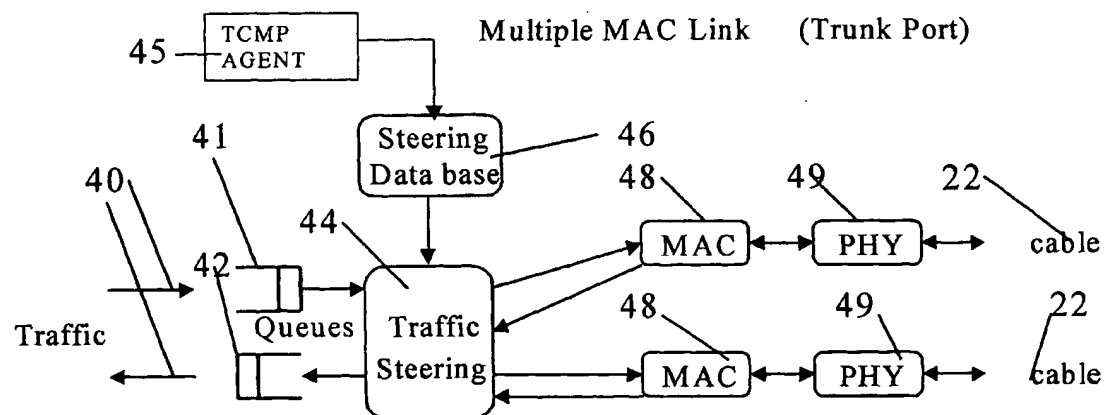 Multiple MAC Link (Trunk Port)
45
TCMP
AGENT
Steering
Data base
46
41
40
44
48
49
22
MAC
PHY
cable
42
Queues
Traffic
Traffic
Steering
48
49
22
MAC
PHY
cable